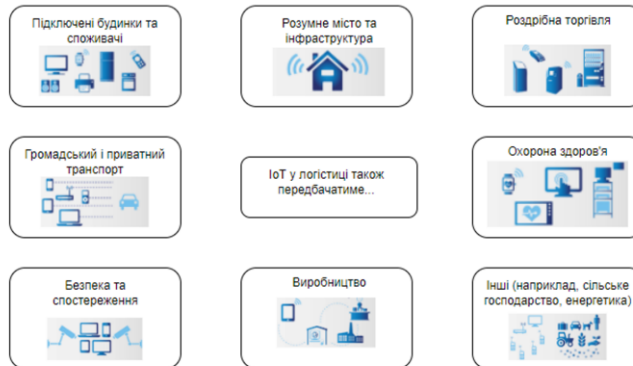 Підключені будинки та
споживачі
Розумне місто та
інфраструктура
Роздрібна торгівля
Громадський і приватний
транспорт
ІоТ у логістиці також
передбачатиме...
Охорона здоров'я
Безпека та
спостереження
Виробництво
Інші (наприклад, сільське
господарство, енергетика)